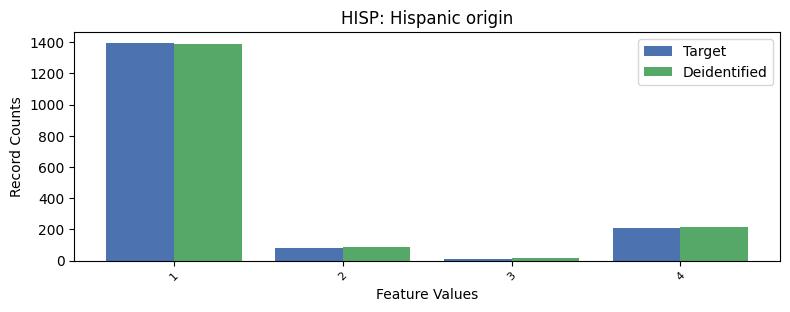 HISP: Hispanic origin
Target
Deidentified
Record Counts
1400
1200
1000
800
600
400
200
0
1
2
3
4
Feature Values